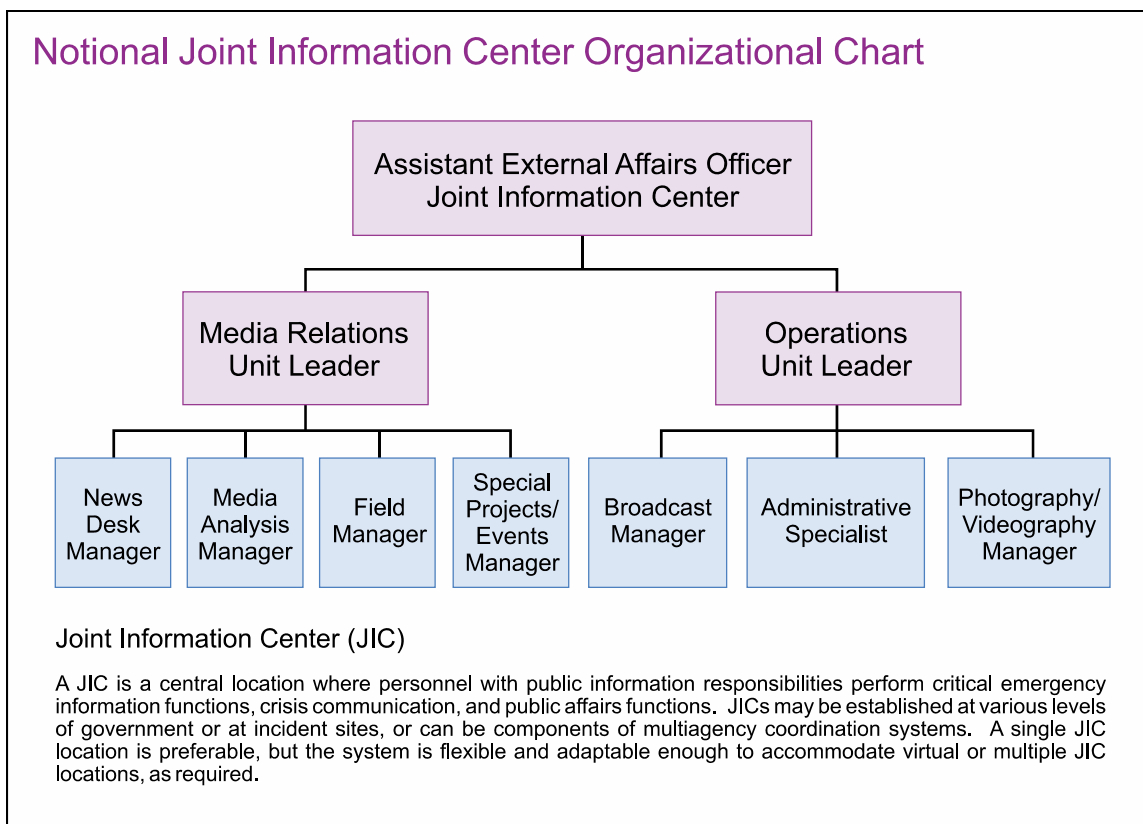 Notional Joint Information Center Organizational Chart
Assistant External Affairs Officer
Joint Information Center
Media Relations
Unit Leader
Operations
Unit Leader
News
Desk
Manager
Media
Analysis
Manager
Field
Manager
Special
Projects/
Events
Manager
Broadcast
Manager
Administrative
Specialist
Photography/
Videography
Manager
Joint Information Center (JIC)
A JIC is a central location where personnel with public information responsibilities perform critical emergency
information functions, crisis communication, and public affairs functions. JICs may be established at various levels
of government or at incident sites, or can be components of multiagency coordination systems. A single JIC
location is preferable, but the system is flexible and adaptable enough to accommodate virtual or multiple JIC
locations, as required.